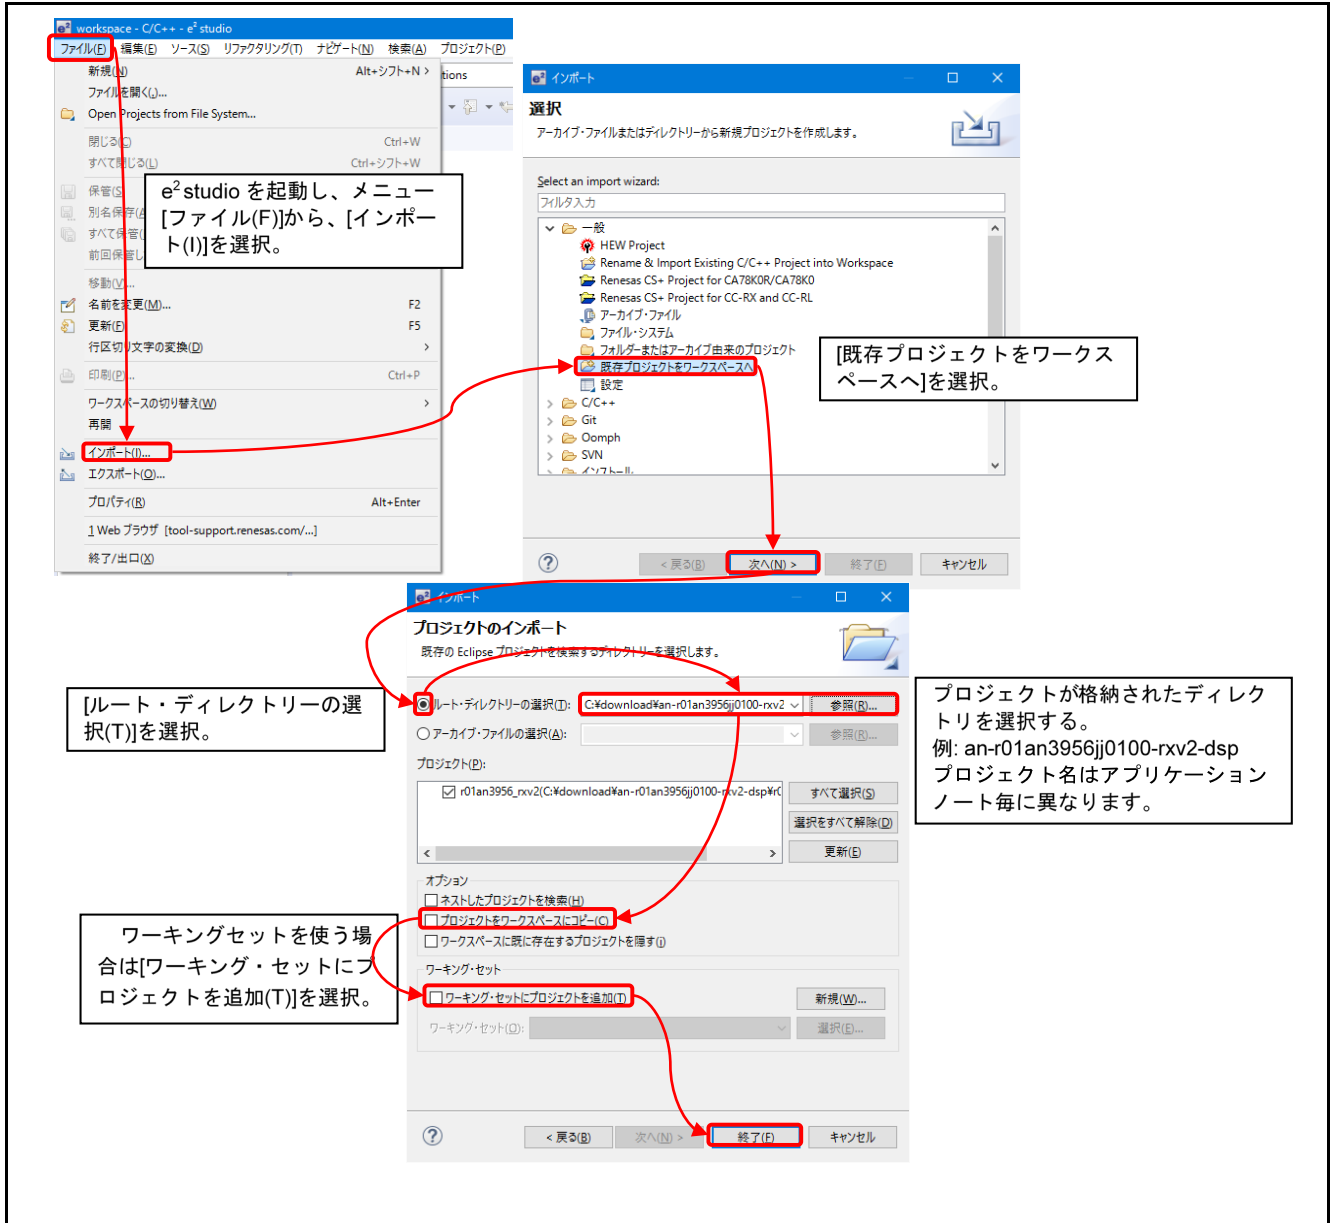 workspace - C/C++ - e² studio
ファイル(F) 編集(E) ソース(S) リファクタリング(T) ナビゲート(N) 検索(A) プロジェクト(P)
新規(N) Alt+シフト+N >
ファイルを開く(.)...
Open Projects from File System...
閉じる(C) Ctrl+W
すべて閉じる(L) Ctrl+シフト+W
保管(S)
別名保存(A
すべて保管(
前回保管し
移動(V)...
名前を変更(M)... F2
更新(F) F5
行区切り文字の変換(D) >
印刷(P)... Ctrl+P
ワークスペースの切り替え(W) >
再開
インポート(I)...
エクスポート(O)...
プロパティ(R) Alt+Enter
1 Web ブラウザ [tool-support.renesas.com/...]
終了/出口(X)
tions
e² studio を起動し、メニュー
[ファイル(F)]から、[インポー
ト(I)]を選択。
インポート
選択
アーカイブ・ファイルまたはディレクトリーから新規プロジェクトを作成します。
Select an import wizard:
フィルタ入力
一般
HEW Project
Rename & Import Existing C/C++ Project into Workspace
Renesas CS+ Project for CA78K0R/CA78K0
Renesas CS+ Project for CC-RX and CC-RL
アーカイブ・ファイル
ファイル・システム
フォルダーまたはアーカイブ由来のプロジェクト
既存プロジェクトをワークスペースへ
設定
C/C++
Git
Oomph
SVN
インストール
< 戻る(B) 次へ(N) > 終了(F) キャンセル
[既存プロジェクトをワークス
ペースへ]を選択。
インポート
プロジェクトのインポート
既存の Eclipse プロジェクトを検索するディレクトリーを選択します。
ルート・ディレクトリーの選択(T): C:¥download¥an-r01an3956jj0100-rxv2 参照(R)...
アーカイブ・ファイルの選択(A): 参照(R)...
プロジェクト(P):
r01an3956_rxv2(C:¥download¥an-r01an3956jj0100-rxv2-dsp¥r0 すべて選択(S)
選択をすべて解除(D)
更新(E)
オプション
ネストしたプロジェクトを検索(H)
プロジェクトをワークスペースにコピー(C)
ワークスペースに既に存在するプロジェクトを隠す(i)
ワーキング・セット
ワーキング・セットにプロジェクトを追加(T) 新規(W)...
ワーキング・セット(O): 選択(E)...
< 戻る(B) 次へ(N) > 終了(F) キャンセル
[ルート・ディレクトリーの選
択(T)]を選択。
プロジェクトが格納されたディレク
トリを選択する。
例: an-r01an3956jj0100-rxv2-dsp
プロジェクト名はアプリケーション
ノート毎に異なります。
ワーキングセットを使う場
合は[ワーキング・セットにプ
ロジェクトを追加(T)]を選択。